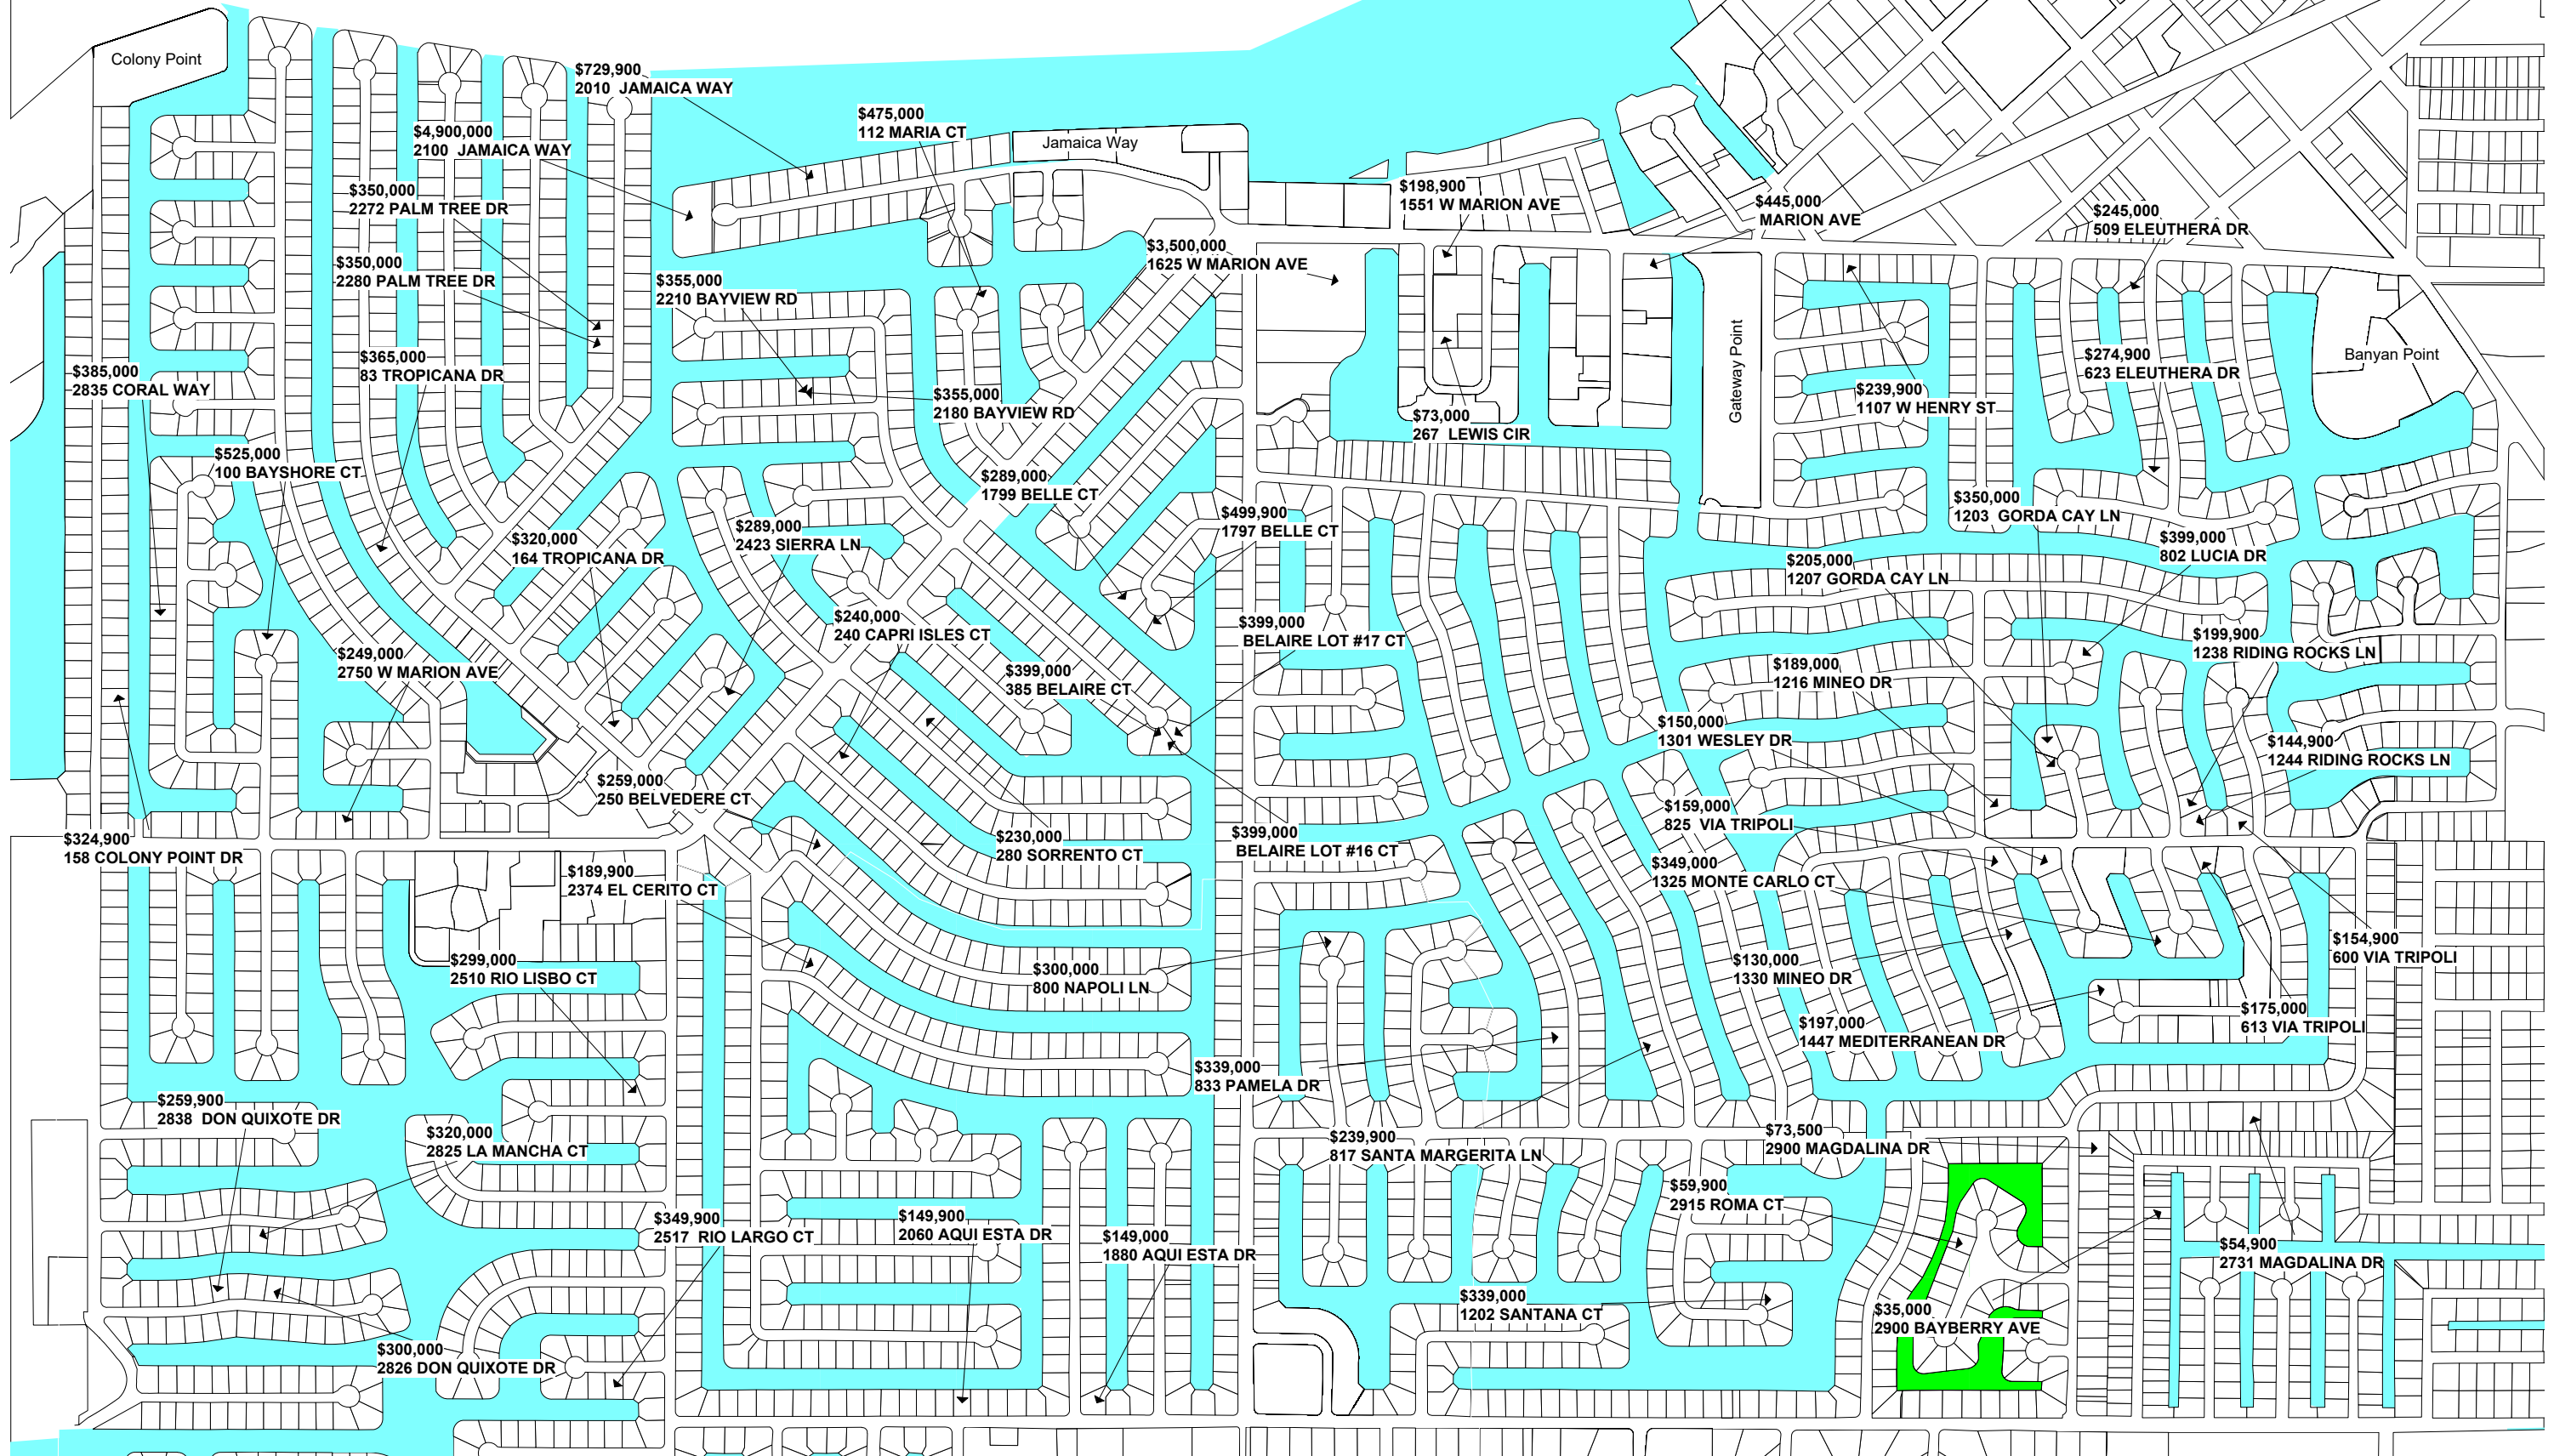 Colony Point
$729,900
2010 JAMAICA WAY
$475,000
112 MARIA CT
Jamaica Way
$4,900,000
2100 JAMAICA WAY
$350,000
2272 PALM TREE DR
$198,900
1551 W MARION AVE
$445,000
MARION AVE
$245,000
509 ELEUTHERA DR
$350,000
2280 PALM TREE DR
$355,000
2210 BAYVIEW RD
$3,500,000
1625 W MARION AVE
Gateway Point
Banyan Point
$385,000
2835 CORAL WAY
$365,000
83 TROPICANA DR
$355,000
2180 BAYVIEW RD
$73,000
267 LEWIS CIR
$239,900
1107 W HENRY ST
$274,900
623 ELEUTHERA DR
$525,000
100 BAYSHORE CT
$289,000
1799 BELLE CT
$499,900
1797 BELLE CT
$350,000
1203 GORDA CAY LN
$320,000
164 TROPICANA DR
$289,000
2423 SIERRA LN
$399,000
802 LUCIA DR
$205,000
1207 GORDA CAY LN
$240,000
240 CAPRI ISLES CT
$399,000
BELAIRE LOT #17 CT
$199,900
1238 RIDING ROCKS LN
$249,000
2750 W MARION AVE
$399,000
385 BELAIRE CT
$189,000
1216 MINEO DR
$150,000
1301 WESLEY DR
$144,900
1244 RIDING ROCKS LN
$259,000
250 BELVEDERE CT
$159,000
825 VIA TRIPOLI
$324,900
158 COLONY POINT DR
$230,000
280 SORRENTO CT
$399,000
BELAIRE LOT #16 CT
$349,000
1325 MONTE CARLO CT
$189,900
2374 EL CERITO CT
$154,900
600 VIA TRIPOLI
$299,000
2510 RIO LISBO CT
$300,000
800 NAPOLI LN
$130,000
1330 MINEO DR
$175,000
613 VIA TRIPOLI
$197,000
1447 MEDITERRANEAN DR
$339,000
833 PAMELA DR
$259,900
2838 DON QUIXOTE DR
$320,000
2825 LA MANCHA CT
$239,900
817 SANTA MARGERITA LN
$73,500
2900 MAGDALINA DR
$59,900
2915 ROMA CT
$349,900
2517 RIO LARGO CT
$149,900
2060 AQUI ESTA DR
$149,000
1880 AQUI ESTA DR
$54,900
2731 MAGDALINA DR
$339,000
1202 SANTANA CT
$35,000
2900 BAYBERRY AVE
$300,000
2826 DON QUIXOTE DR